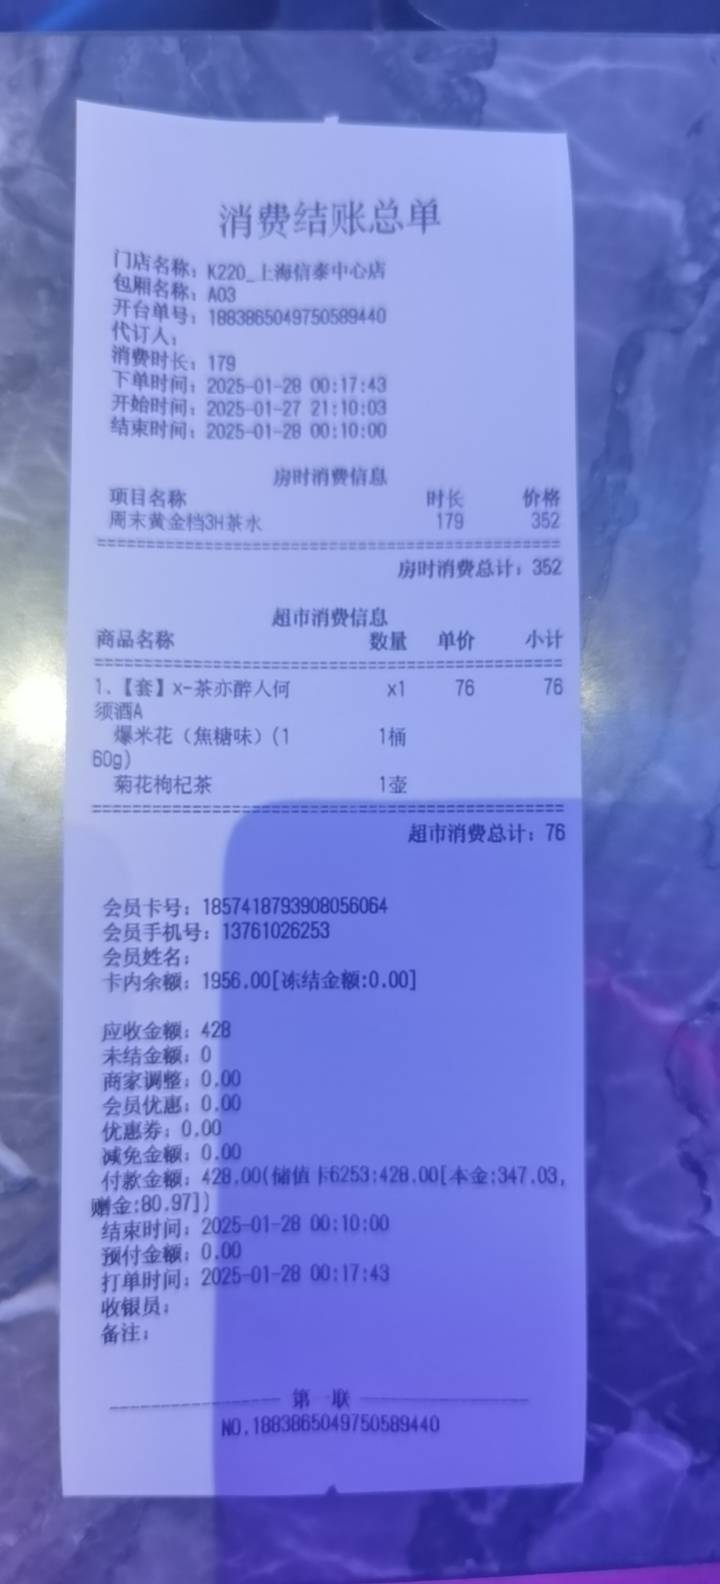 消费结账总单
门店名称：K220_上海信泰中心店
包厢名称：A03
开台单号：1883865049750589440
代订人：
消费时长：179
下单时间：2025-01-28 00:17:43
开始时间：2025-01-27 21:10:03
结束时间：2025-01-28 00:10:00
房时消费信息
项目名称 时长 价格
周末黄金档3H茶水 179 352
房时消费总计：352
超市消费信息
商品名称 数量 单价 小计
1.【套】x-茶亦醉人何 x1 76 76
须酒A
爆米花（焦糖味）(1 1桶
60g)
菊花枸杞茶 1壶
超市消费总计：76
会员卡号：1857418793908056064
会员手机号：13761026253
会员姓名：
卡内余额：1956.00[冻结金额:0.00]
应收金额：428
未结金额：0
商家调整：0.00
会员优惠：0.00
优惠券：0.00
减免金额：0.00
付款金额：428.00(储值卡6253:428.00[本金:347.03,
赠金:80.97])
结束时间：2025-01-28 00:10:00
预付金额：0.00
打单时间：2025-01-28 00:17:43
收银员：
备注：
第一联
NO.1883865049750589440